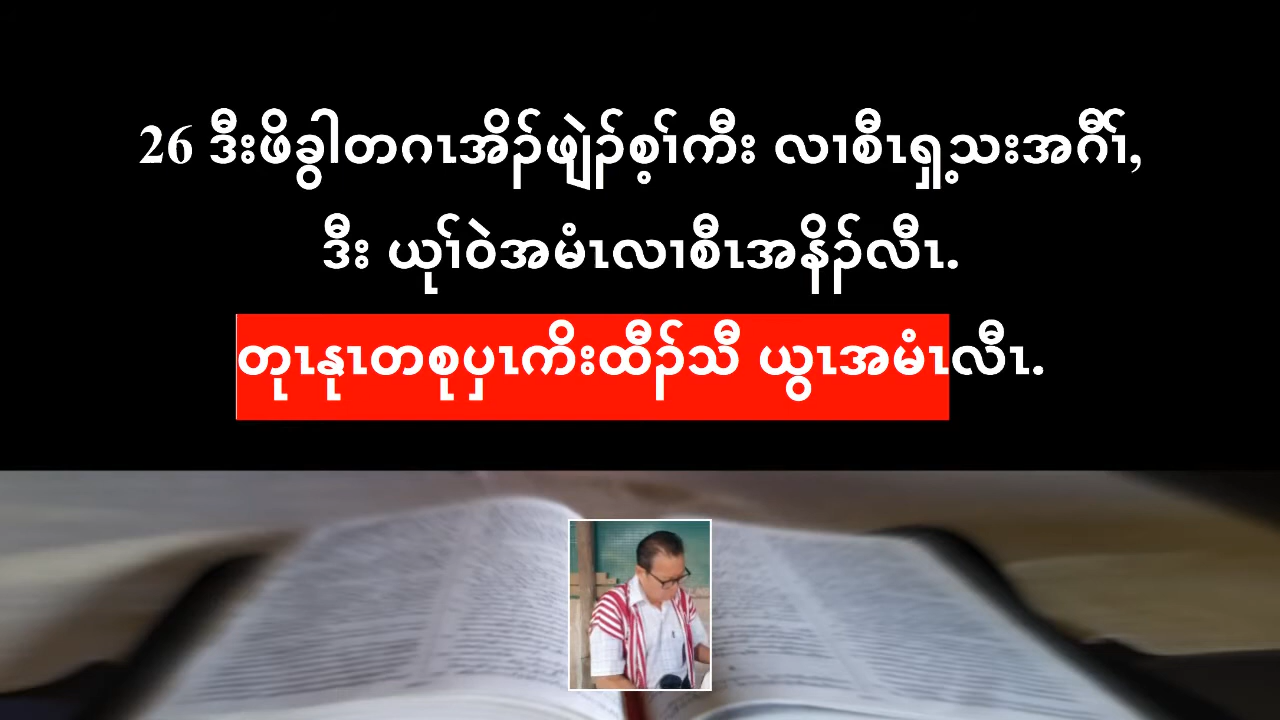 26 ဒီးဖိခွါတဂၤအိၣ်ဖျဲၣ်စ့ၢ်ကီး လၢစီၤရှ့သးအဂီၢ်,
ဒီး ယုၢ်ဝဲအမံၤလၢစီၤအနိၣ်လီၤ.
တုၤနုၤတစုပှၤကိးထီၣ်သီ ယွၤအမံၤလီၤ.